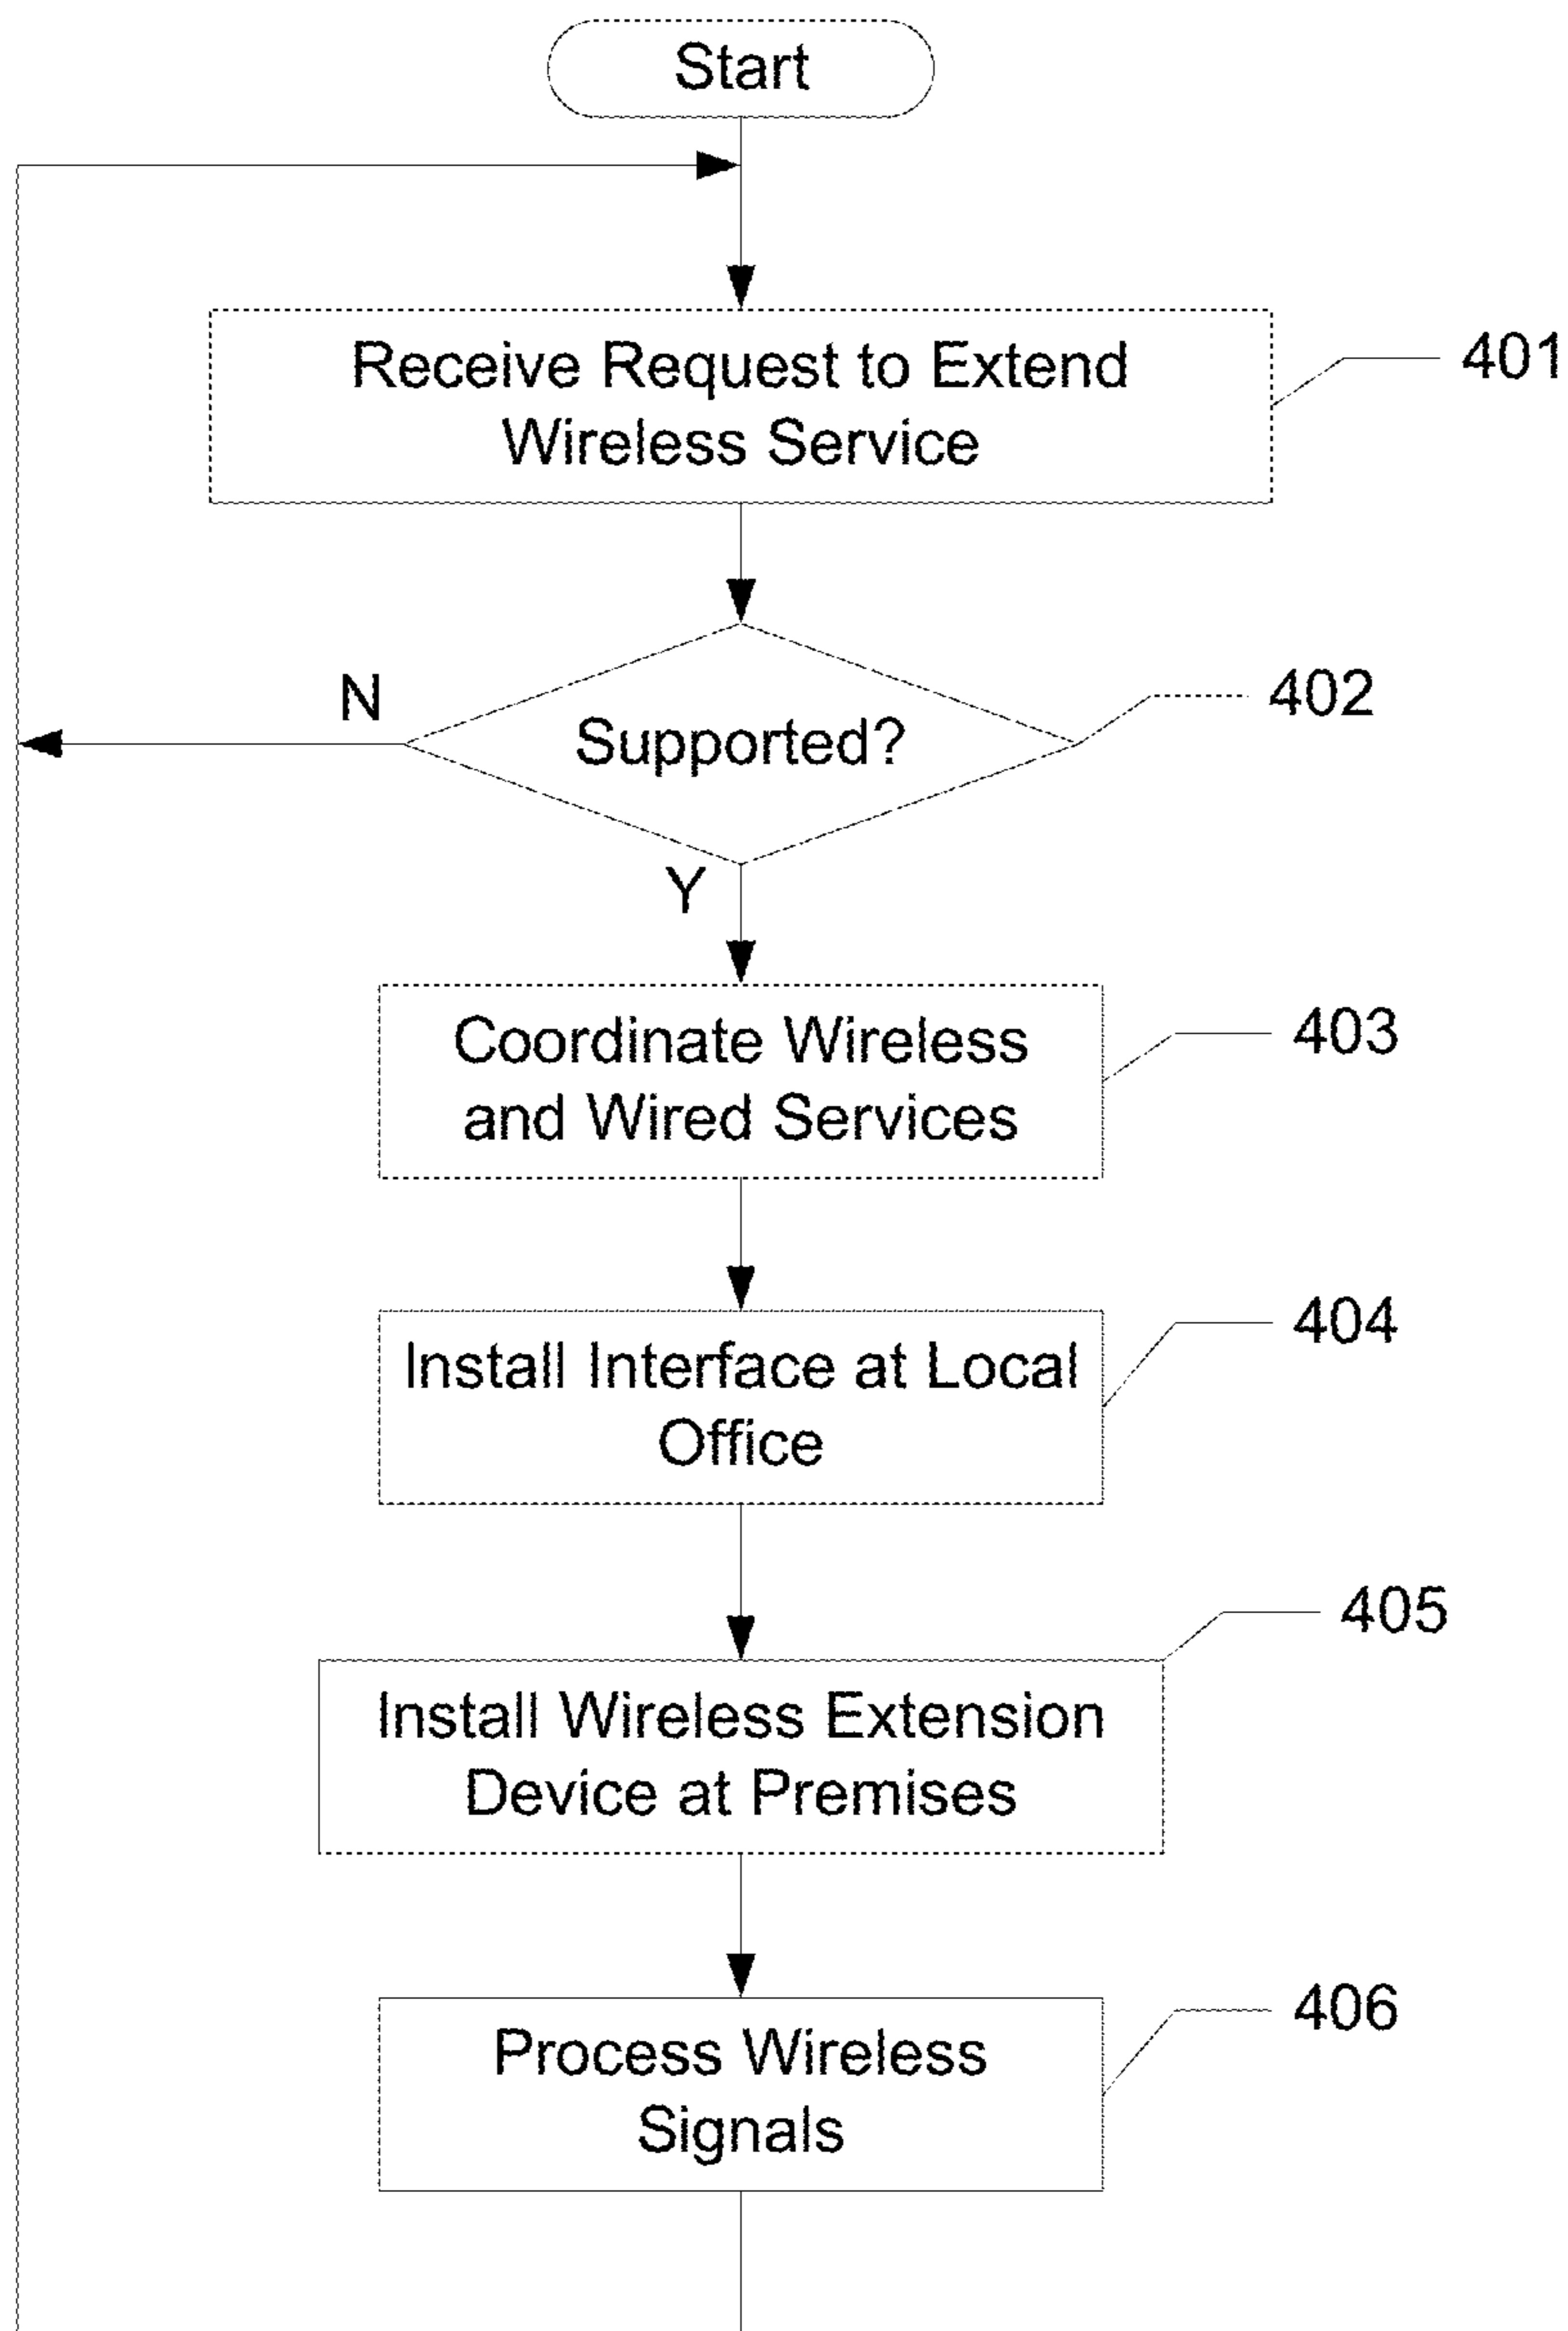 Start
Receive Request to Extend
Wireless Service
401
N
Supported?
402
Y
Coordinate Wireless
and Wired Services
403
Install Interface at Local
Office
404
405
Install Wireless Extension
Device at Premises
Process Wireless
Signals
406